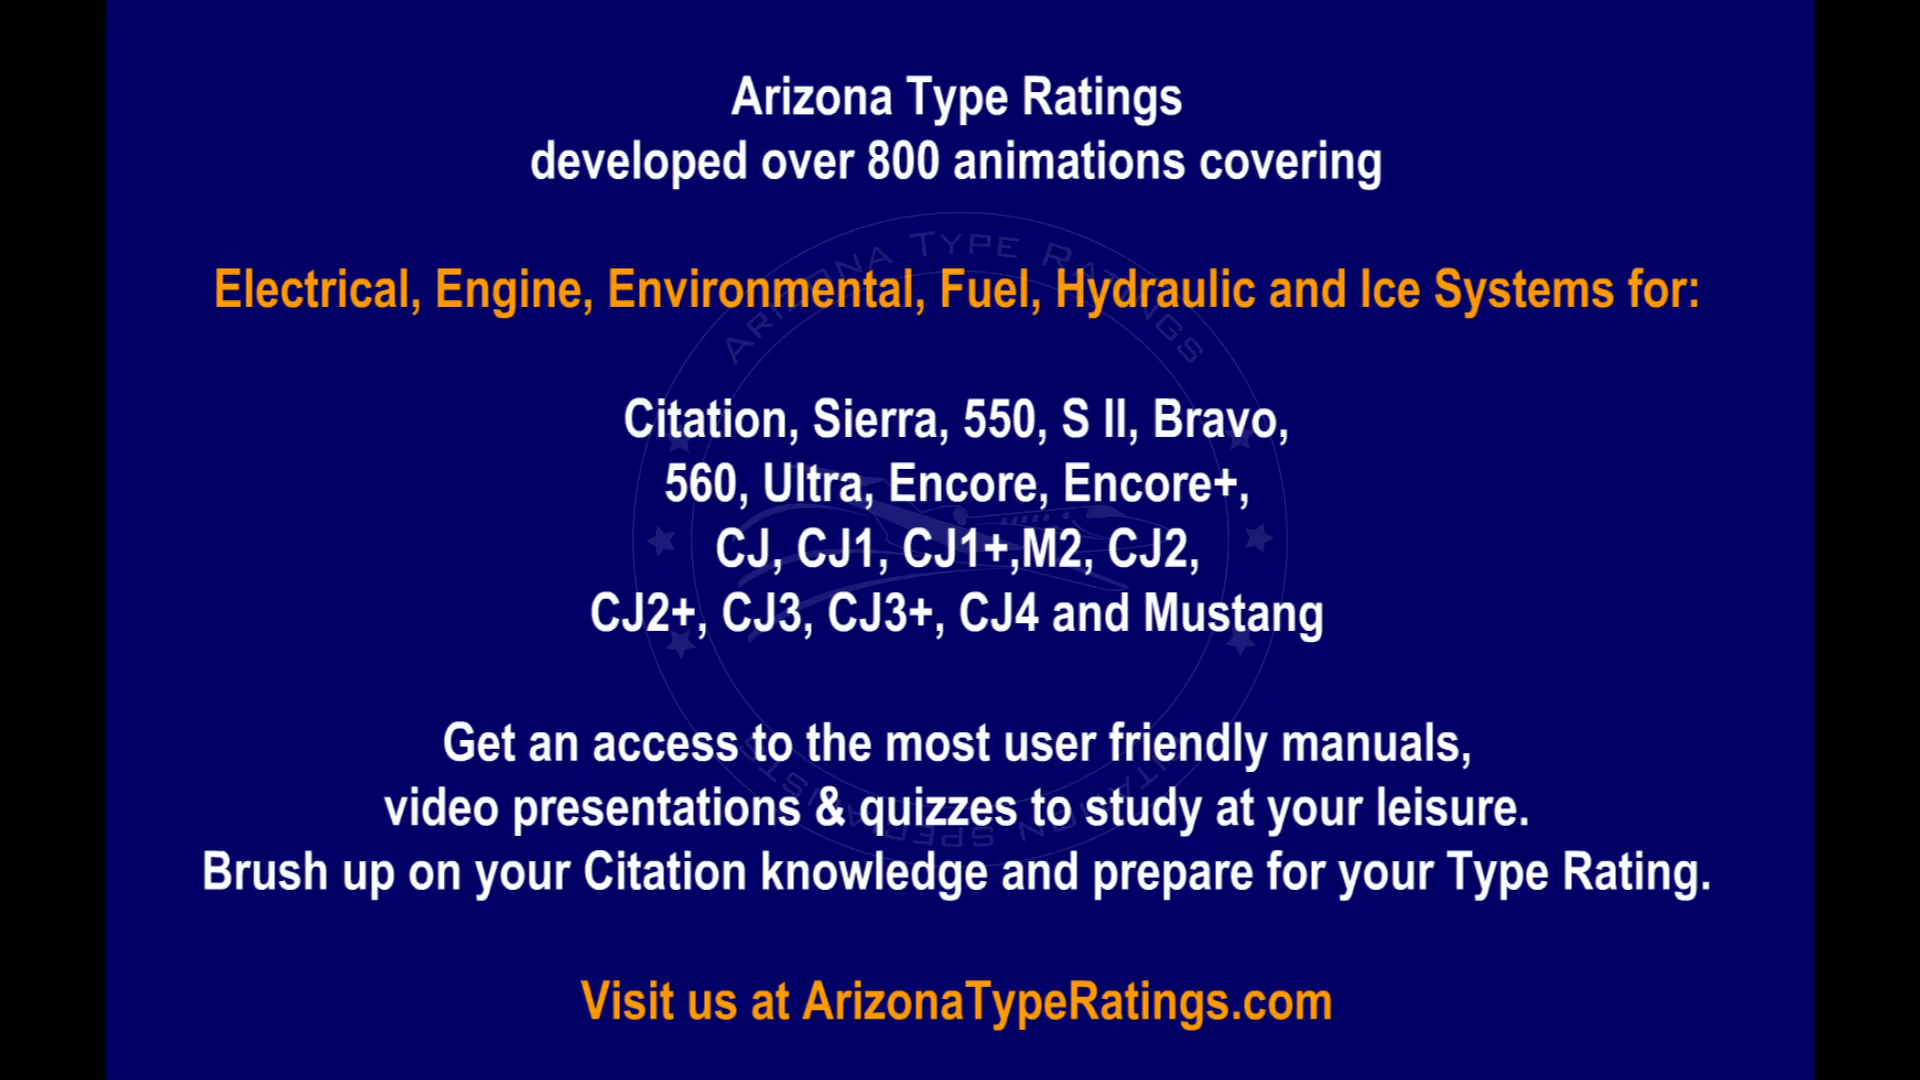 Arizona Type Ratings
developed over 800 animations covering
Electrical, Engine, Environmental, Fuel, Hydraulic and Ice Systems for:
Citation, Sierra, 550, S II, Bravo,
560, Ultra, Encore, Encore+,
CJ, CJ1, CJ1+,M2, CJ2,
CJ2+, CJ3, CJ3+, CJ4 and Mustang
Get an access to the most user friendly manuals,
video presentations & quizzes to study at your leisure.
Brush up on your Citation knowledge and prepare for your Type Rating.
Visit us at ArizonaTypeRatings.com
ARIZONA TYPE RATINGS